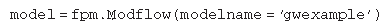 model = fpm.Modflow(modelname = ‘gwexample‘)